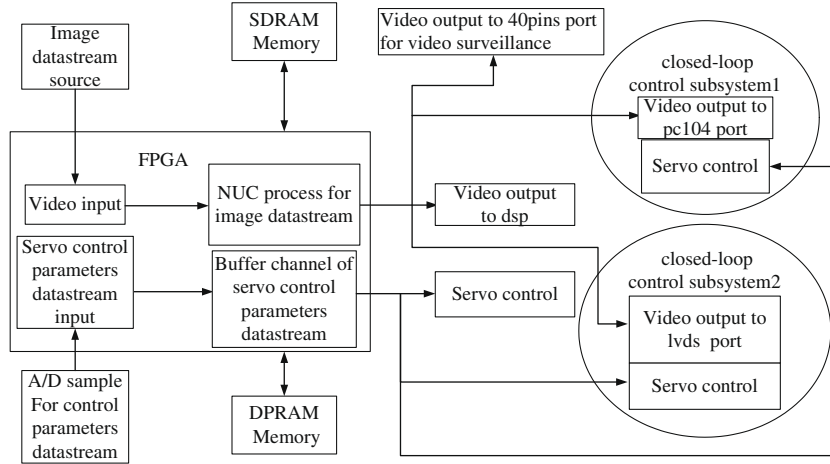 Image
datastream
source
SDRAM
Memory
Video output to 40pins port
for video surveillance
closed-loop
control subsystem1
Video output to
pc104 port
Servo control
FPGA
Video input
NUC process for
image datastream
Video output
to dsp
Servo control
parameters
datastream
input
Buffer channel of
servo control
parameters
datastream
Servo control
closed-loop
control subsystem2
Video output to
lvds port
Servo control
A/D sample
For control
parameters
datastream
DPRAM
Memory